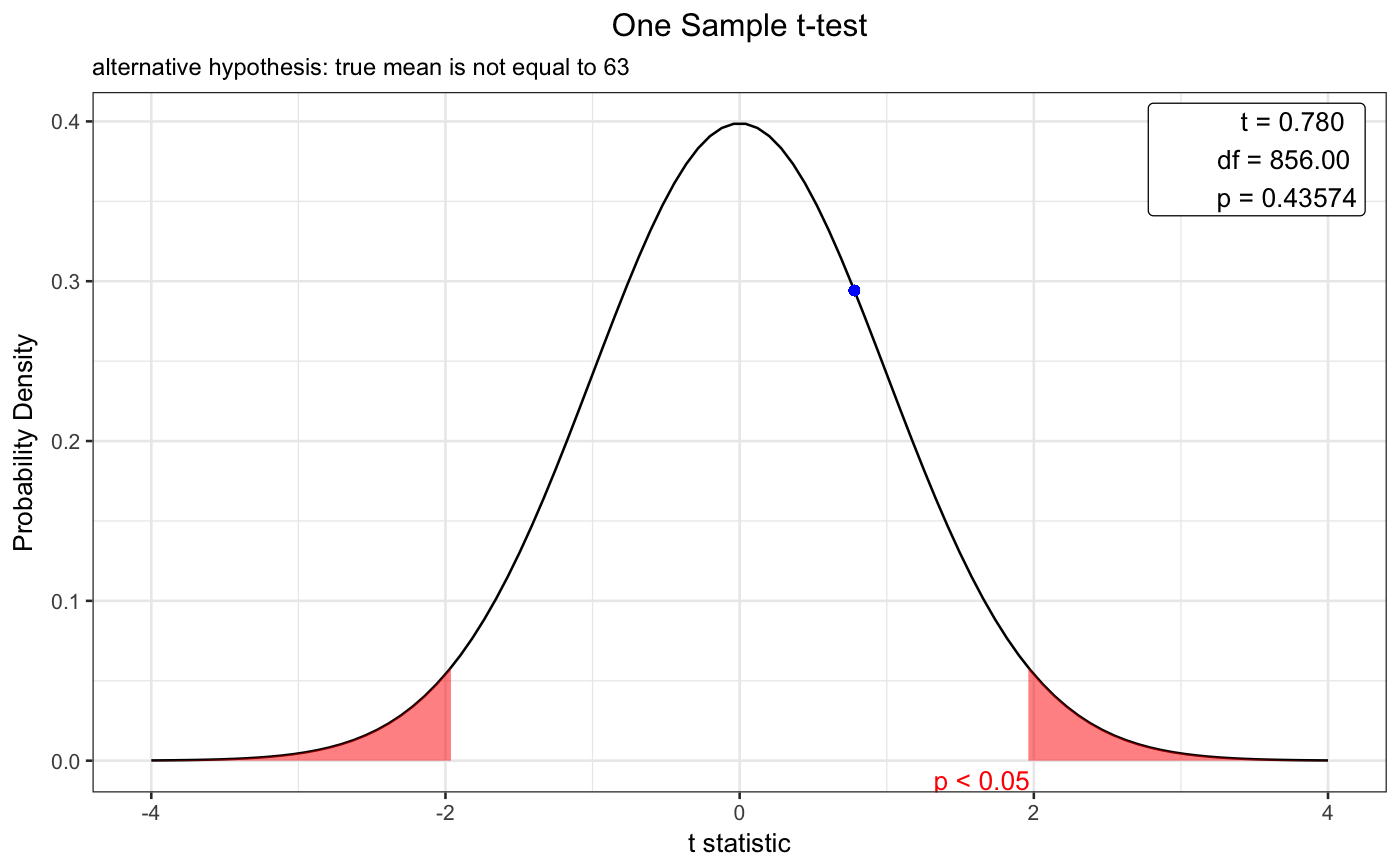 One Sample t-test
alternative hypothesis: true mean is not equal to 63
t = 0.780
df = 856.00
p = 0.43574
0.4
0.3
0.2
0.1
0.0
Probability Density
p < 0.05
-4
-2
0
2
4
t statistic